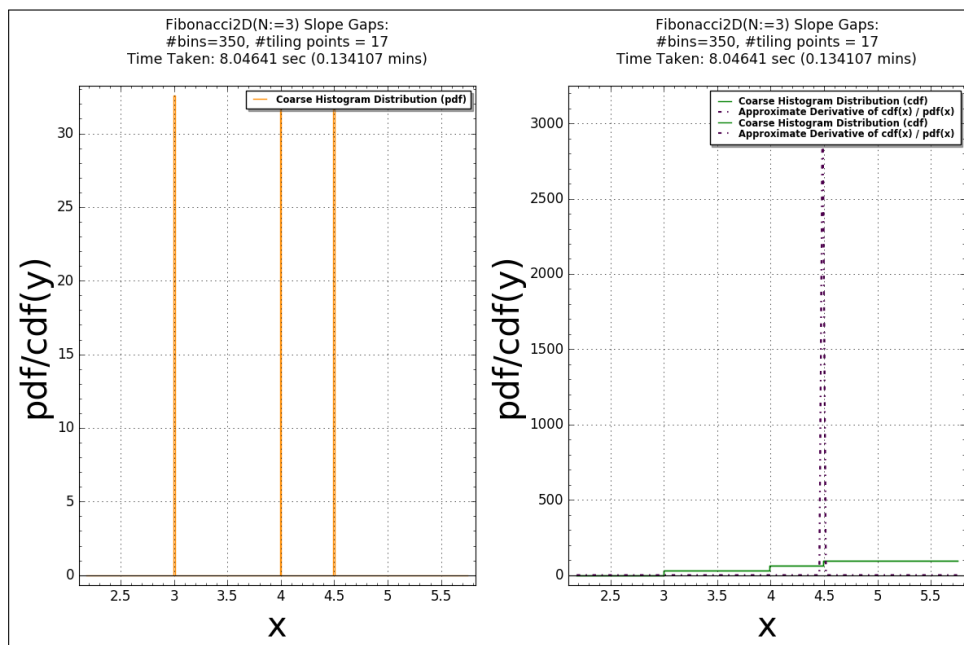 Fibonacci2D(N:=3) Slope Gaps:
#bins=350, #tiling points = 17
Time Taken: 8.04641 sec (0.134107 mins)
Coarse Histogram Distribution (pdf)
pdf/cdf(y)
30
25
20
15
10
5
0
2.5 3 3.5 4 4.5 5 5.5
x
Fibonacci2D(N:=3) Slope Gaps:
#bins=350, #tiling points = 17
Time Taken: 8.04641 sec (0.134107 mins)
Coarse Histogram Distribution (cdf)
Approximate Derivative of cdf(x) / pdf(x)
Coarse Histogram Distribution (cdf)
Approximate Derivative of cdf(x) / pdf(x)
pdf/cdf(y)
3000
2500
2000
1500
1000
500
0
2.5 3 3.5 4 4.5 5 5.5
x